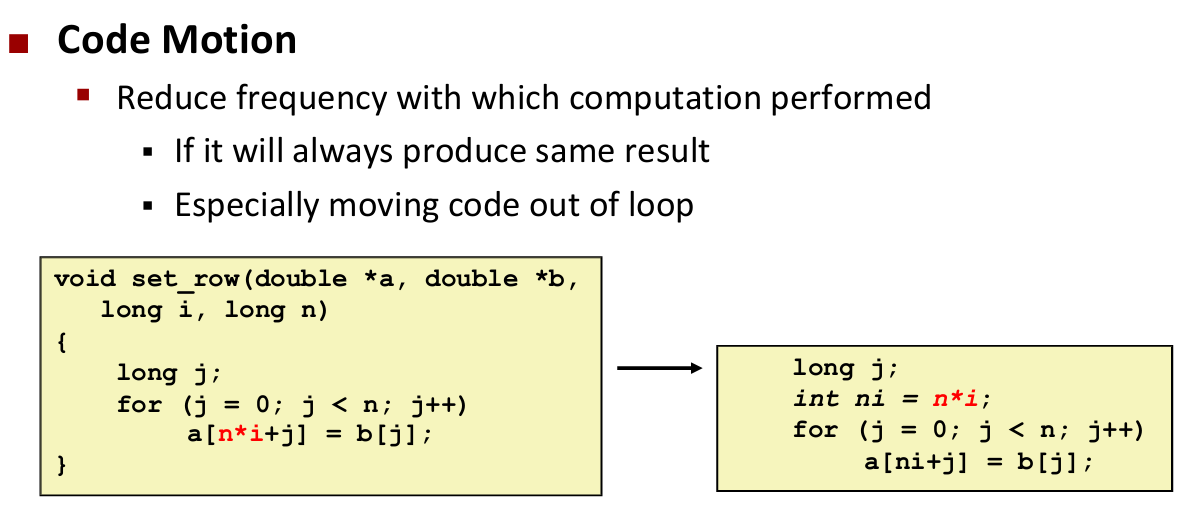 Code Motion
Reduce frequency with which computation performed
If it will always produce same result
Especially moving code out of loop
void set_row(double *a, double *b,
   long i, long n)
{
    long j;
    for (j = 0; j < n; j++)
        a[n*i+j] = b[j];
}
    long j;
    int ni = n*i;
    for (j = 0; j < n; j++)
        a[ni+j] = b[j];